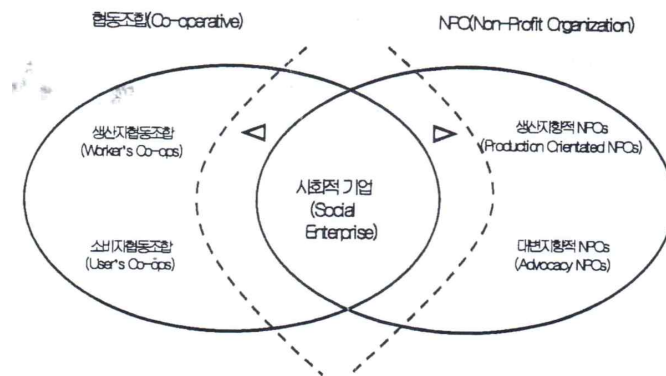 협동조합(Co-operative)
NPO(Non-Profit Organization)
생산자협동조합
(Worker's Co-ops)
생산지향적 NPOs
(Production Orientated NPOs)
사회적 기업
(Social
Enterprise)
소비자협동조합
(User's Co-ops)
대변지향적 NPOs
(Advocacy NPOs)